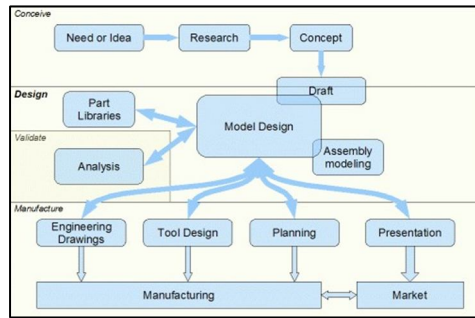 Conceive
Need or Idea
Research
Concept
Draft
Design
Part
Libraries
Model Design
Validate
Analysis
Assembly
modeling
Manufacture
Engineering
Drawings
Tool Design
Planning
Presentation
Manufacturing
Market